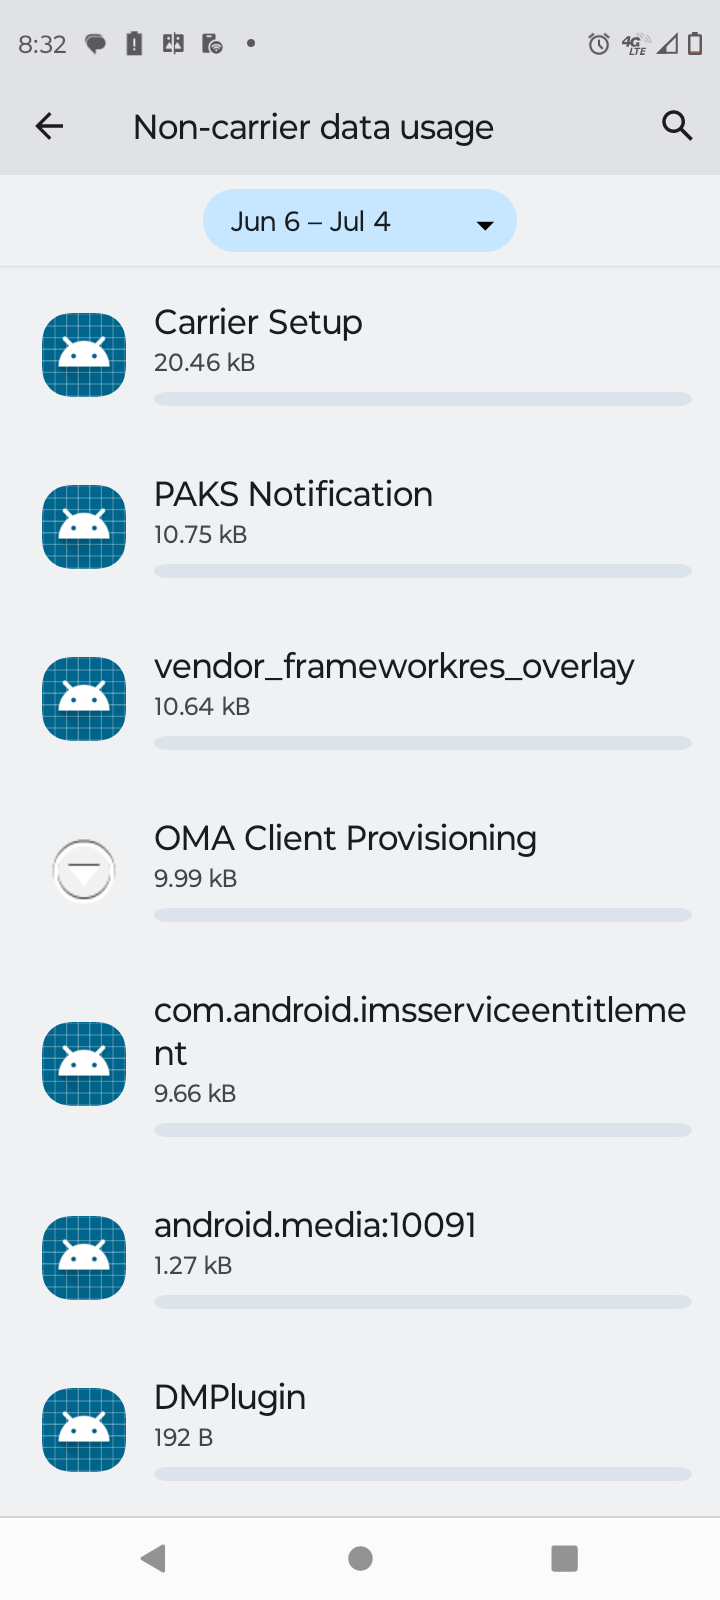 8:32
4G
LTE
Non-carrier data usage
Jun 6 – Jul 4
Carrier Setup
20.46 kB
PAKS Notification
10.75 kB
vendor_frameworkres_overlay
10.64 kB
OMA Client Provisioning
9.99 kB
com.android.imsserviceentitleme
nt
9.66 kB
android.media:10091
1.27 kB
DMPlugin
192 B